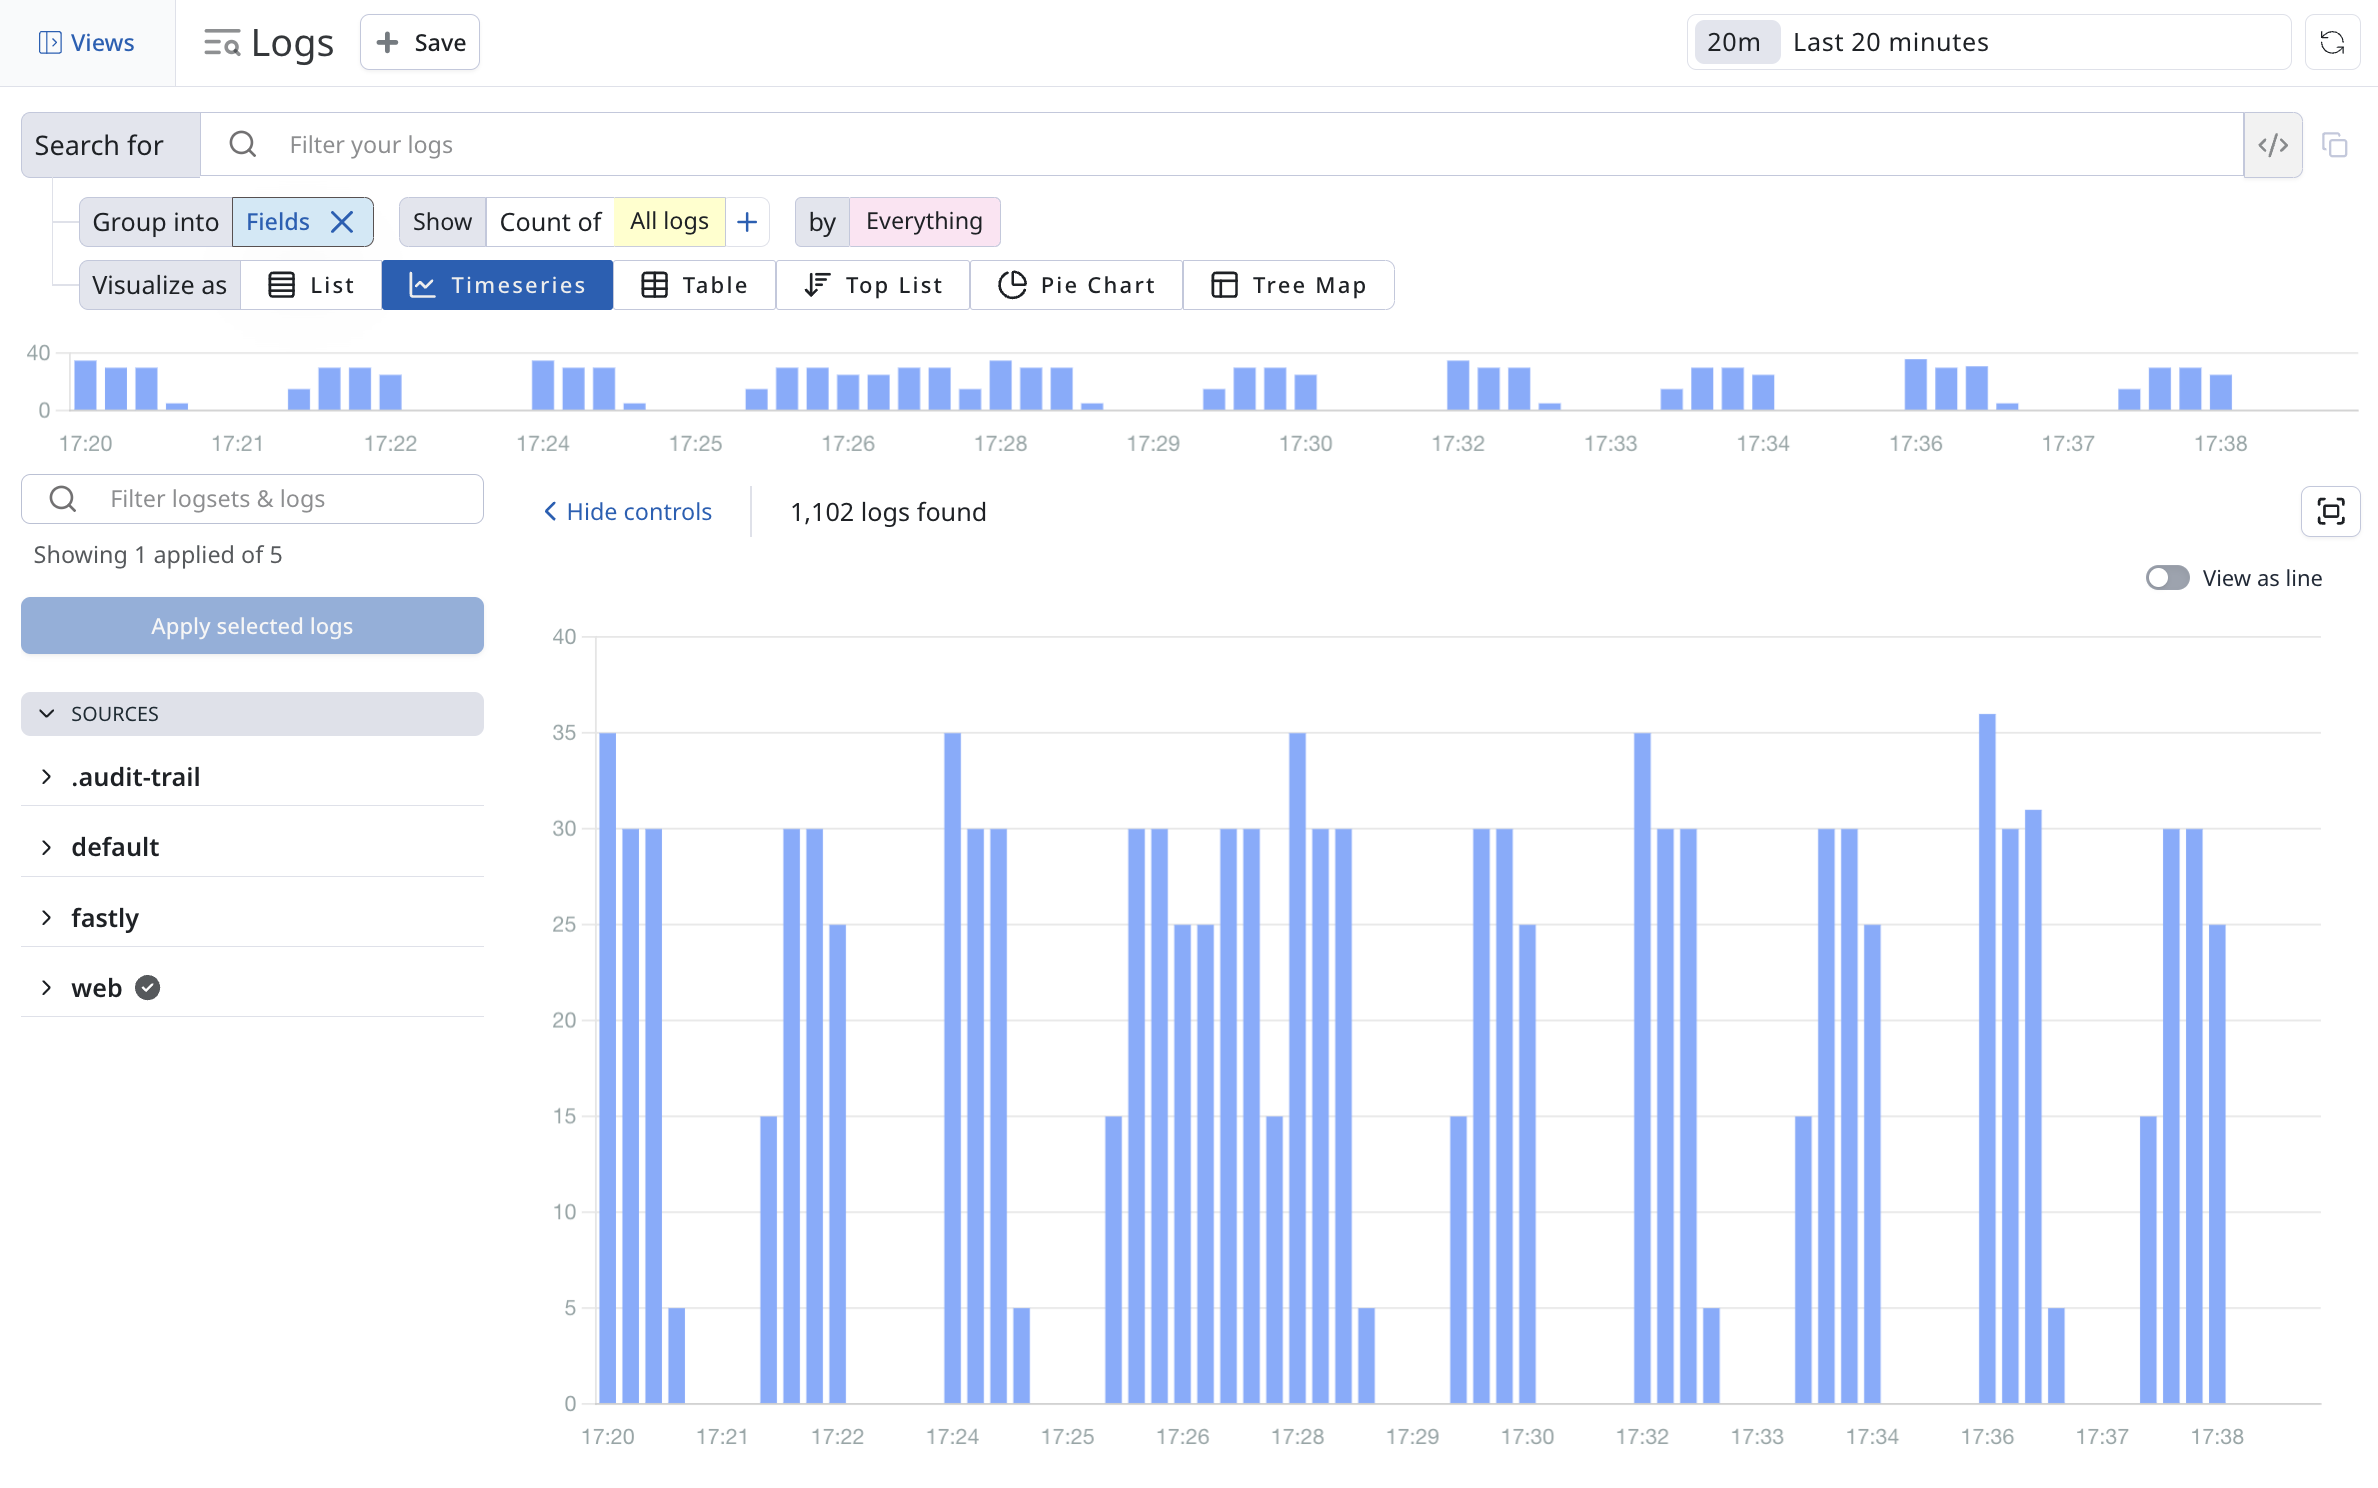 Views
Logs
Save
20m Last 20 minutes
Search for
Filter your logs
</>
Group into Fields
Show Count of All logs
by Everything
Visualize as List Timeseries Table Top List Pie Chart Tree Map
40
0
17:20 17:21 17:22 17:24 17:25 17:26 17:28 17:29 17:30 17:32 17:33 17:34 17:36 17:37 17:38
Filter logsets & logs
Showing 1 applied of 5
Apply selected logs
SOURCES
.audit-trail
default
fastly
web
Hide controls
1,102 logs found
View as line
40
35
30
25
20
15
10
5
0
17:20 17:21 17:22 17:24 17:25 17:26 17:28 17:29 17:30 17:32 17:33 17:34 17:36 17:37 17:38